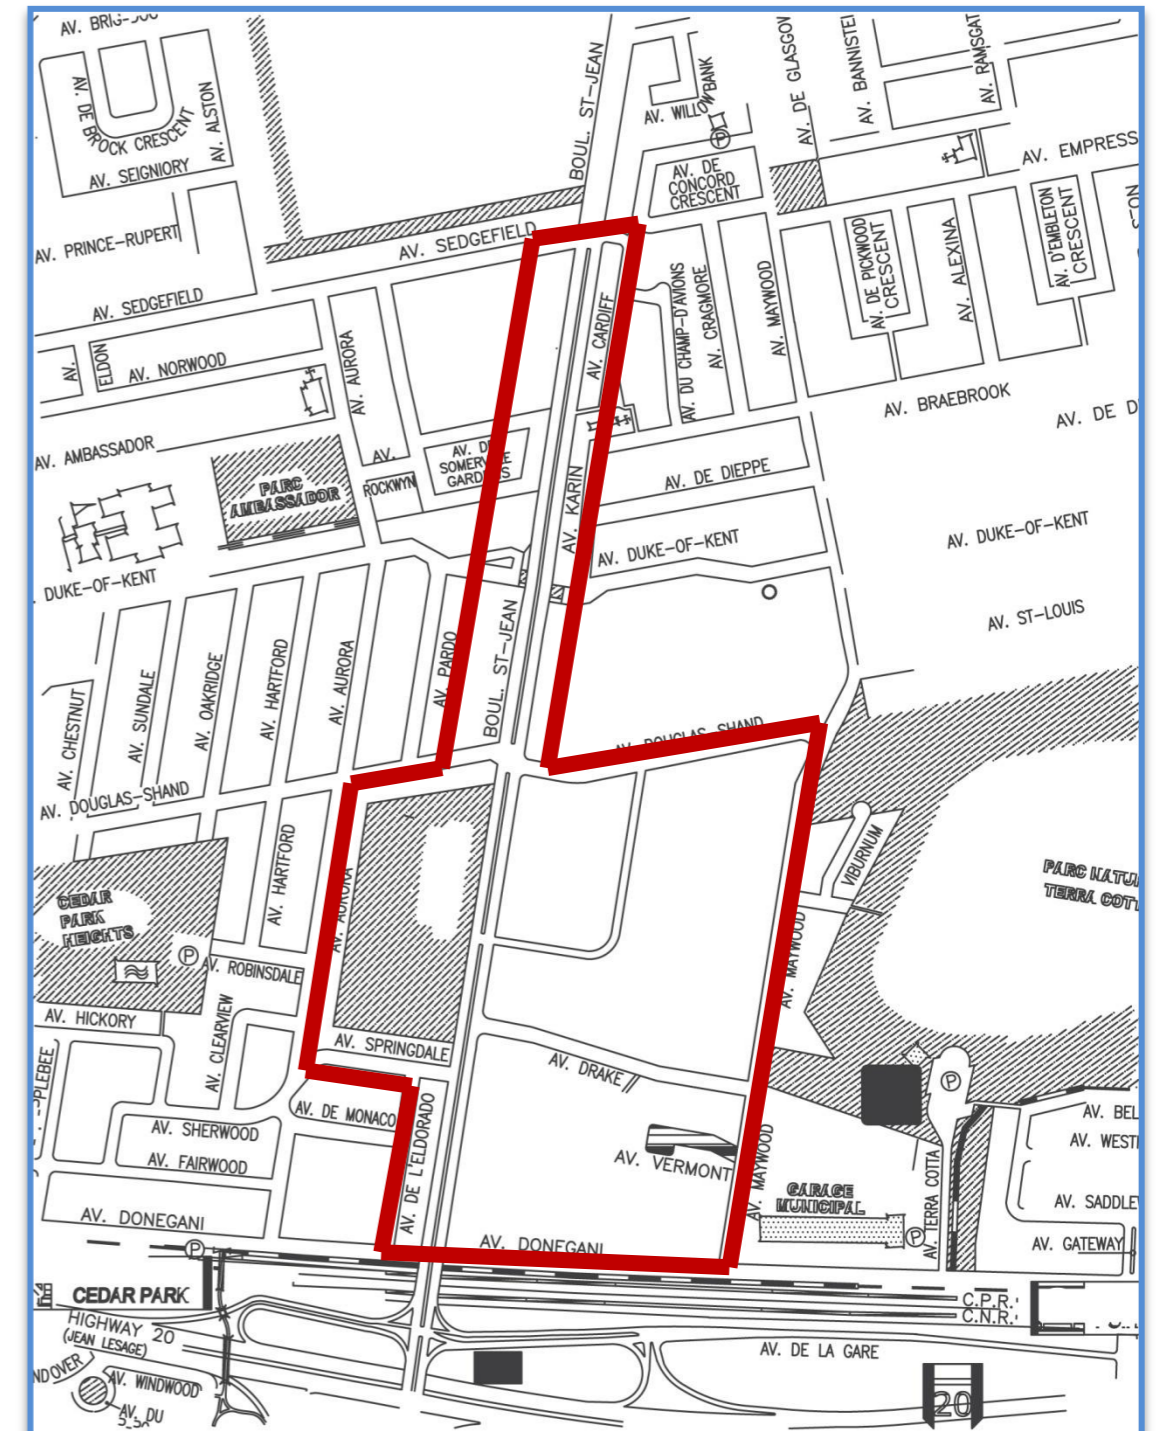 BOUL. ST-JEAN
AV. DE GLASGOW
AV. BANNISTER
AV. DE BROCK CRESCENT
AV. ALSTON
AV. SEIGNIORY
AV. DE
CONCORD
CRESCENT
AV. EMPRESS
P
AV. PRINCE-RUPERT
AV. SEDGEFIELD
AV. SEDGEFIELD
AV. DE PICKWOOD
CRESCENT
AV. ALEXINA
AV. D'EMBLETON
CRESCENT
AV.
ELDON
AV. NORWOOD
AV. AURORA
AV. CARDIFF
AV. DU CHAMP-D'AVIONS
AV. CRAGMORE
AV. MAYWOOD
AV. BRAEBROOK
AV. DE D
AV. AMBASSADOR
PARC
AMBASSADOR
AV.
ROCKWYN
AV. KARIN
AV. DE DIEPPE
AV. DUKE-OF-KENT
AV. DUKE-OF-KENT
DUKE-OF-KENT
AV. ST-LOUIS
AV. CHESTNUT
AV. SUNDALE
AV. OAKRIDGE
AV. HARTFORD
AV. AURORA
AV. PARDO
BOUL. ST-JEAN
AV. DOUGLAS-SHAND
AV. DOUGLAS-SHAND
CEDAR
PARK
HEIGHTS
P
AV. HARTFORD
AV. AURORA
VIBURNUM
AV. ROBINSDALE
AV. MAYWOOD
AV. HICKORY
AV. CLEARVIEW
AV. SPRINGDALE
AV. DRAKE
P
AV. DE MONACO
AV. SHERWOOD
AV. FAIRWOOD
AV. DE L'ELDORADO
AV. VERMONT
AV. MAYWOOD
GARAGE
MUNICIPAL
AV. TERRA COTTA
P
AV. BEL
AV. WEST
AV. SADDLE
AV. GATEWAY
AV. DONEGANI
AV. DONEGANI
P
CEDAR PARK
HIGHWAY 20
(JEAN LESAGE)
C.P.R.
C.N.R.
AV. DE LA GARE
AV. WINDWOOD
AV. DU
20